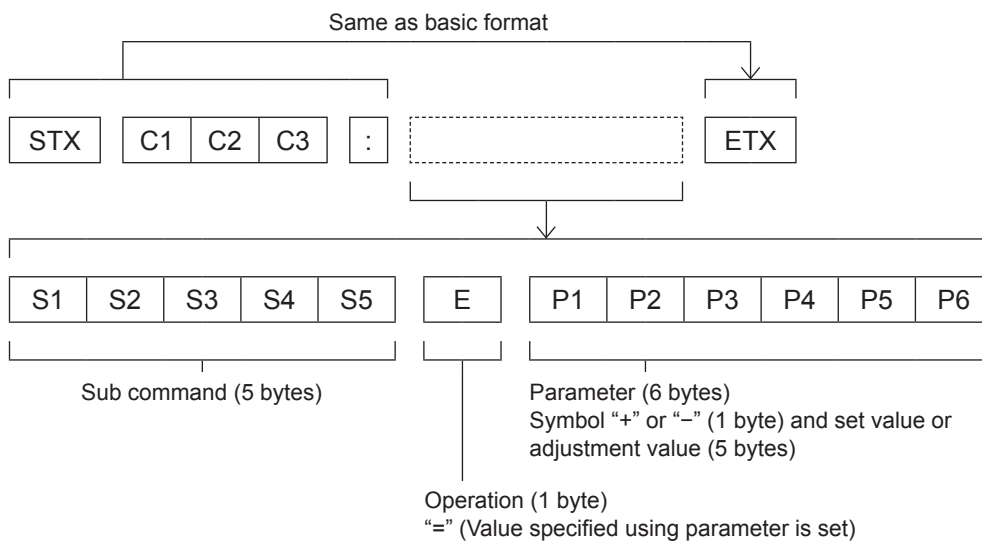 Same as basic format
STX C1 C2 C3 : ETX
S1 S2 S3 S4 S5 E P1 P2 P3 P4 P5 P6
Sub command (5 bytes)
Parameter (6 bytes)
Symbol “+” or “−” (1 byte) and set value or
adjustment value (5 bytes)
Operation (1 byte)
“=” (Value specified using parameter is set)